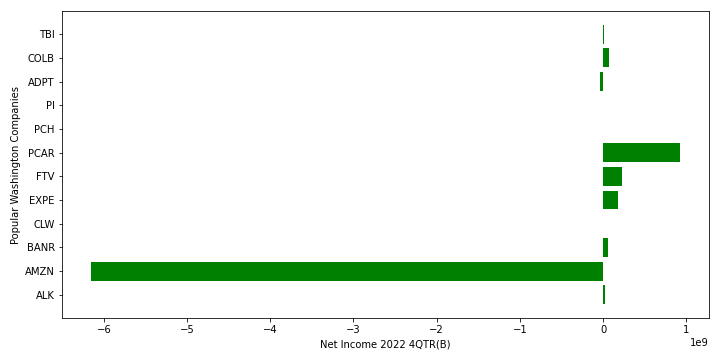 Popular Washington Companies
TBI
COLB
ADPT
PI
PCH
PCAR
FTV
EXPE
CLW
BANR
AMZN
ALK
−6 −5 −4 −3 −2 −1 0 1
1e9
Net Income 2022 4QTR(B)